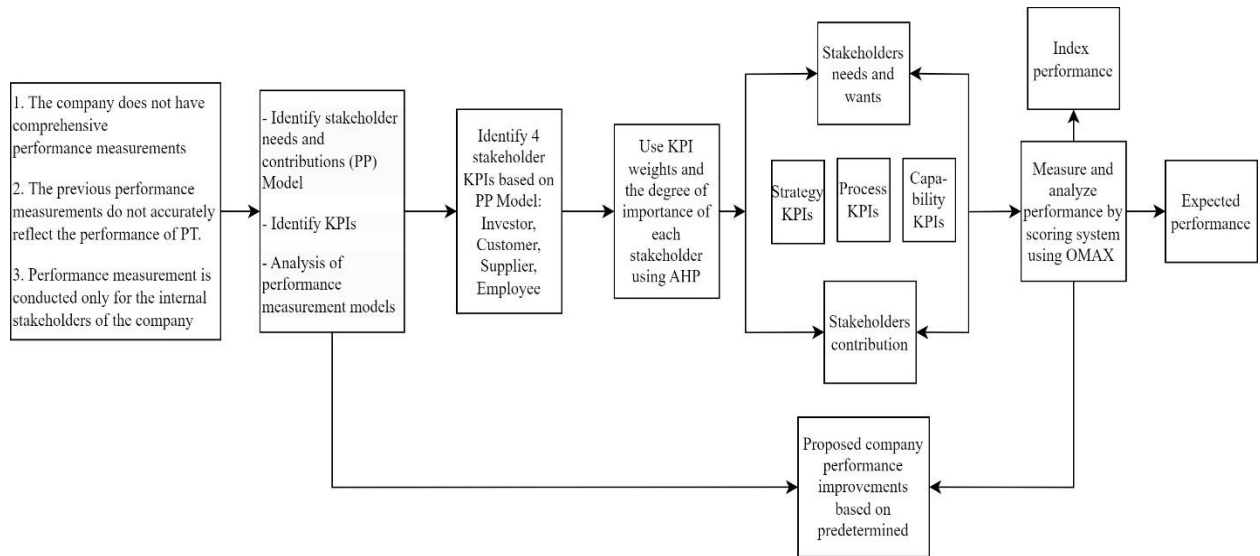 1. The company does not have
comprehensive
performance measurements
2. The previous performance
measurements do not accurately
reflect the performance of PT.
3. Performance measurement is
conducted only for the internal
stakeholders of the company
- Identify stakeholder
needs and
contributions (PP)
Model
- Identify KPIs
- Analysis of
performance
measurement models
Identify 4
stakeholder
KPIs based on
PP Model:
Investor,
Customer,
Supplier,
Employee
Use KPI
weights and
the degree of
importance of
each
stakeholder
using AHP
Stakeholders
needs and
wants
Strategy
KPIs
Process
KPIs
Capa-
bility
KPIs
Stakeholders
contribution
Index
performance
Measure and
analyze
performance by
scoring system
using OMAX
Expected
performance
Proposed company
performance
improvements
based on
predetermined